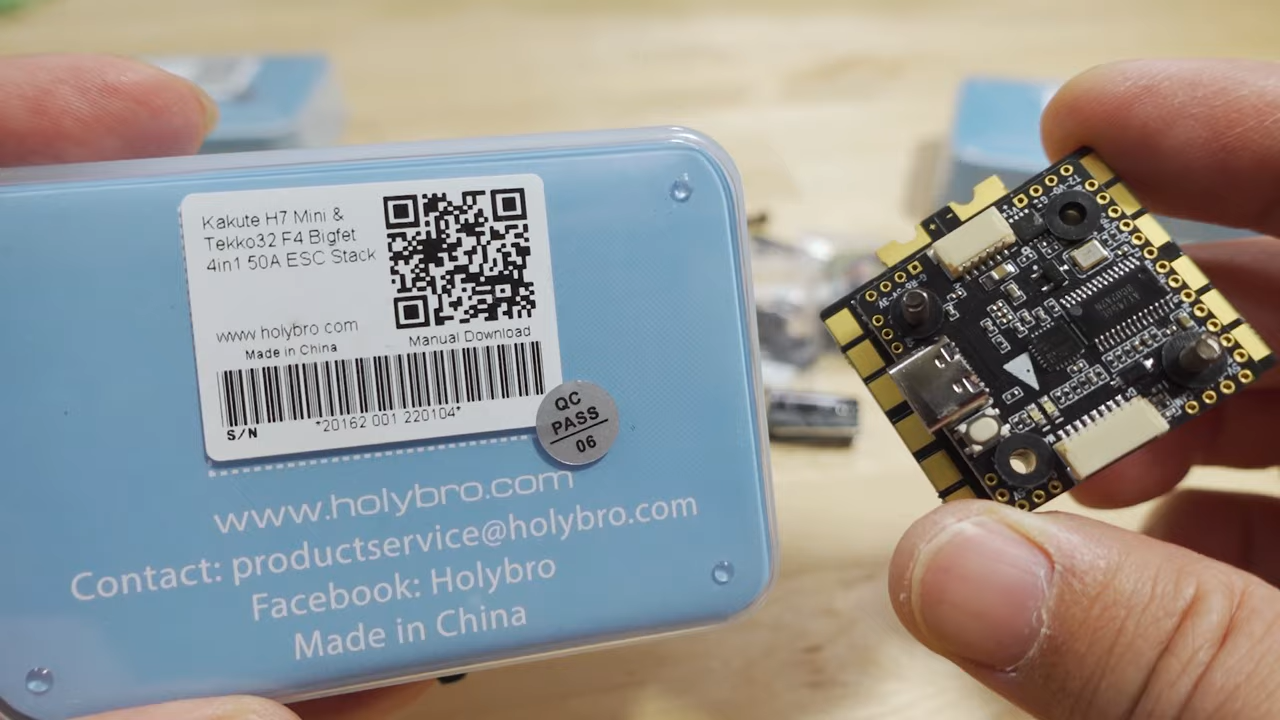 Kakute H7 Mini &
Tekko32 F4 Bigfet
4in1 50A ESC Stack
www holybro com
Made in China
Manual Download
S/N
*20162 001 220104*
QC
PASS
06
www.holybro.com
Contact: productservice@holybro.com
Facebook: Holybro
Made in China